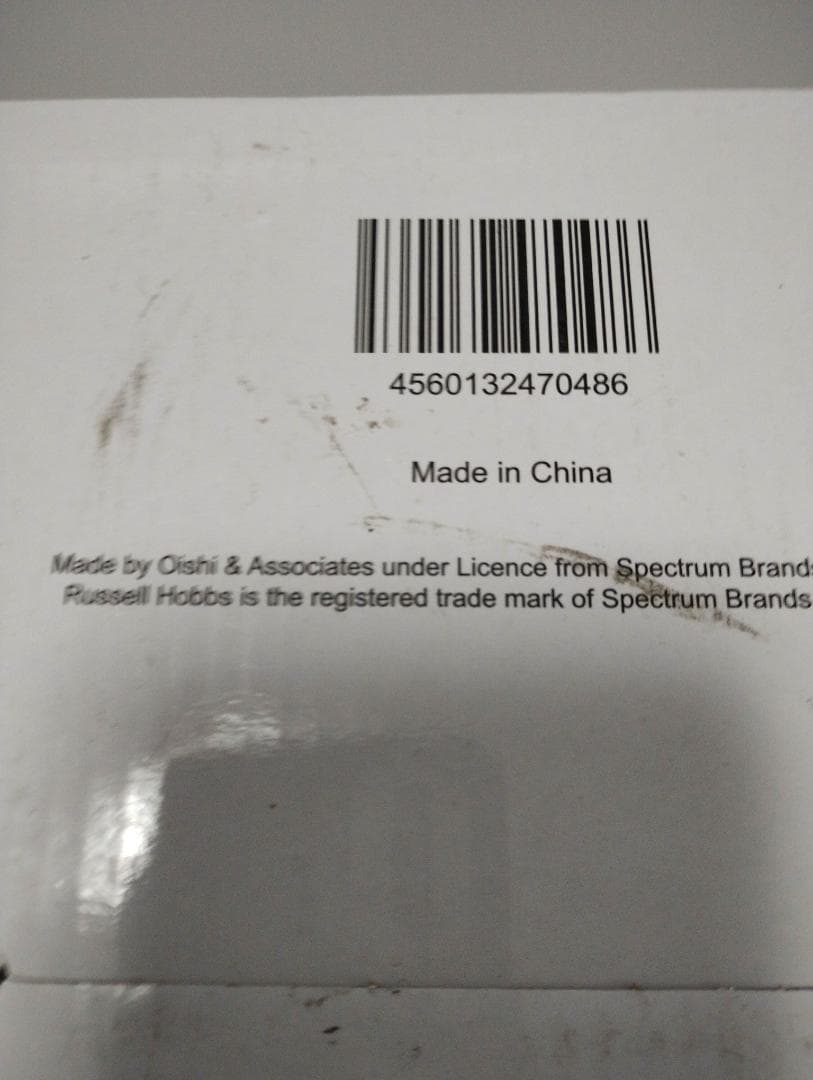 4560132470486
Made in China
Made by Oishi & Associates under Licence from Spectrum Brand
Russell Hobbs is the registered trade mark of Spectrum Brands